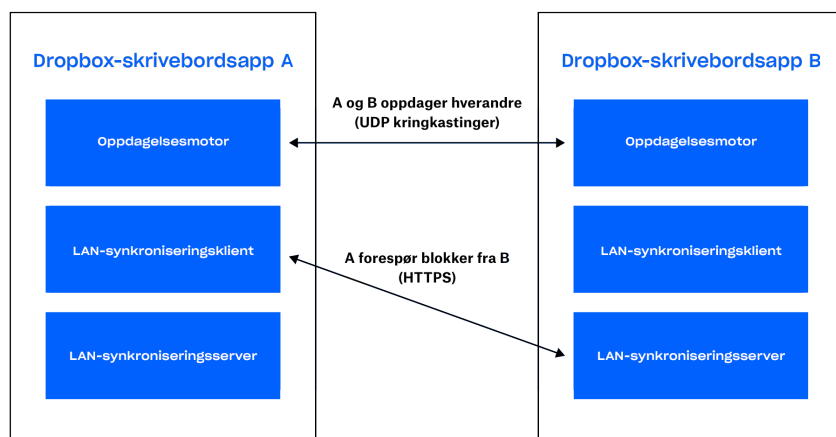 Dropbox-skrivebordsapp A
Dropbox-skrivebordsapp B
A og B oppdager hverandre
(UDP kringkastinger)
Oppdagelsesmotor
Oppdagelsesmotor
LAN-synkroniseringsklient
A forespør blokker fra B
(HTTPS)
LAN-synkroniseringsklient
LAN-synkroniseringsserver
LAN-synkroniseringsserver